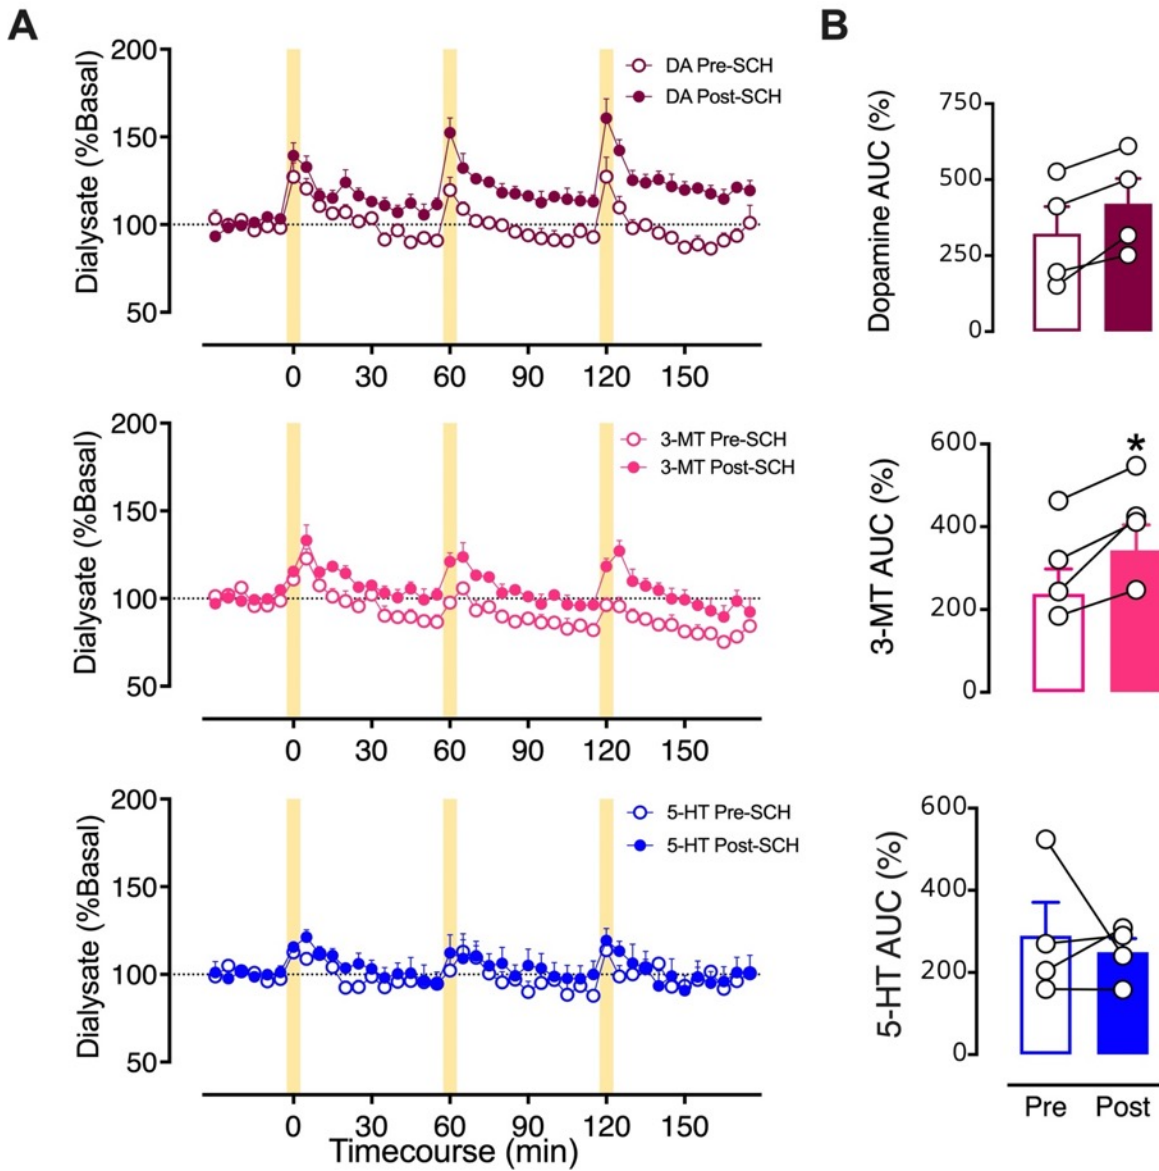 A
B
Dialysate (%Basal)
200
150
100
50
DA Pre-SCH
DA Post-SCH
0 30 60 90 120 150
Dopamine AUC (%)
750
500
250
0
Dialysate (%Basal)
200
150
100
50
3-MT Pre-SCH
3-MT Post-SCH
0 30 60 90 120 150
3-MT AUC (%)
600
400
200
0
*
Dialysate (%Basal)
200
150
100
50
5-HT Pre-SCH
5-HT Post-SCH
0 30 60 90 120 150
Timecourse (min)
5-HT AUC (%)
600
400
200
0
Pre Post